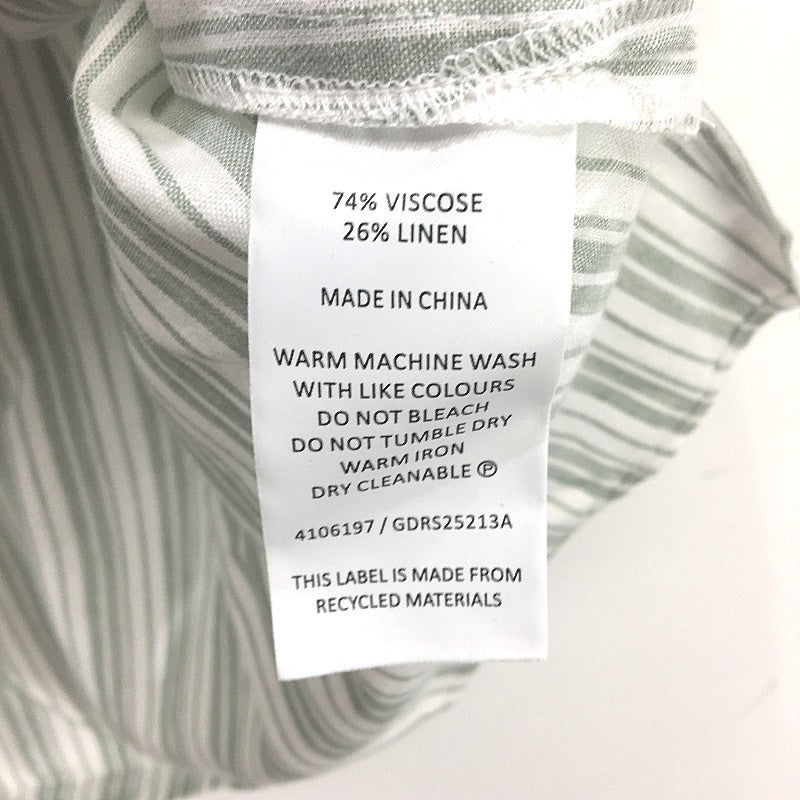 74% VISCOSE
26% LINEN
MADE IN CHINA
WARM MACHINE WASH
WITH LIKE COLOURS
DO NOT BLEACH
DO NOT TUMBLE DRY
WARM IRON
DRY CLEANABLE Ⓟ
4106197 / GDRS25213A
THIS LABEL IS MADE FROM
RECYCLED MATERIALS